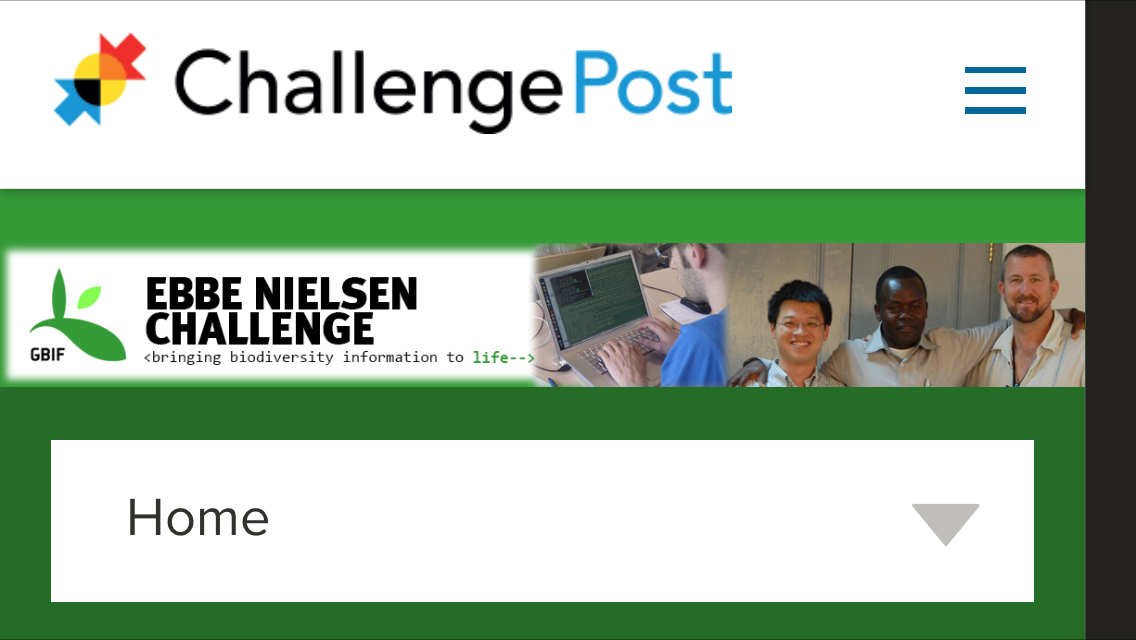 ChallengePost
EBBE NIELSEN
CHALLENGE
GBIF
<bringing biodiversity information to life-->
Home